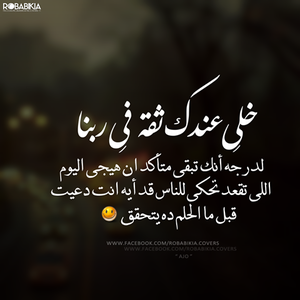 ROBABIKIA
خلي عندك ثقة في ربنا
لدرجه أنك تبقى متأكد ان هيجى اليوم
اللى تقعد تحكى للناس قد أيه انت دعيت
قبل ما الحلم ده يتحقق
WWW.FACEBOOK.COM/ROBABIKIA.COVERS
WWW.FACEBOOK.COM/ROBABIKIA.COVERS